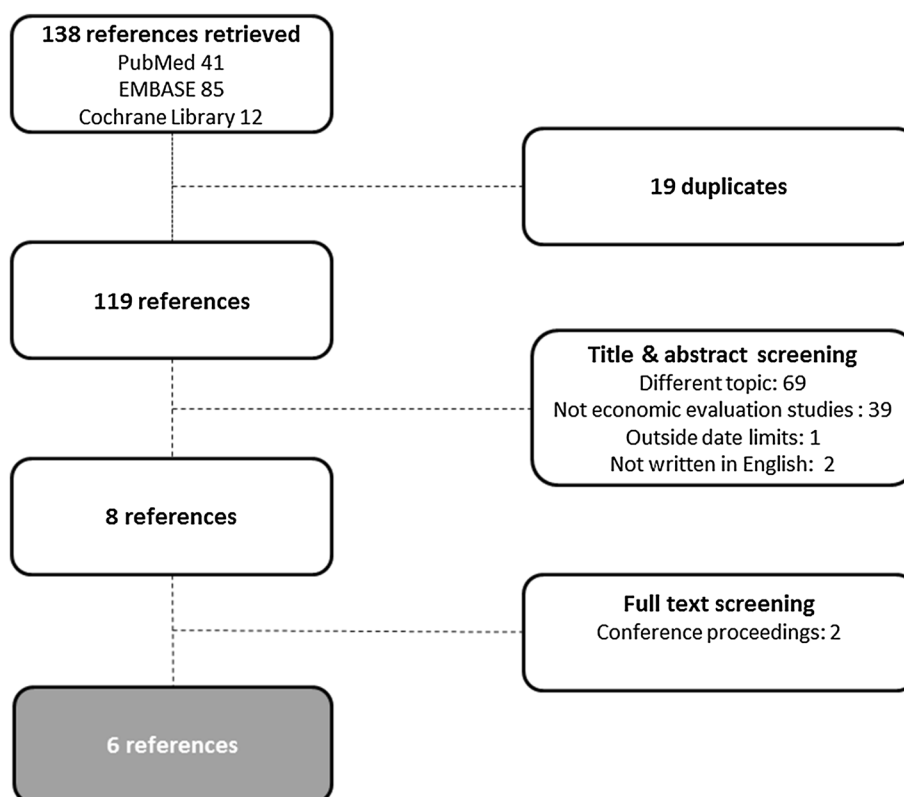 138 references retrieved
PubMed 41
EMBASE 85
Cochrane Library 12
19 duplicates
119 references
Title & abstract screening
Different topic: 69
Not economic evaluation studies : 39
Outside date limits: 1
Not written in English: 2
8 references
Full text screening
Conference proceedings: 2
6 references